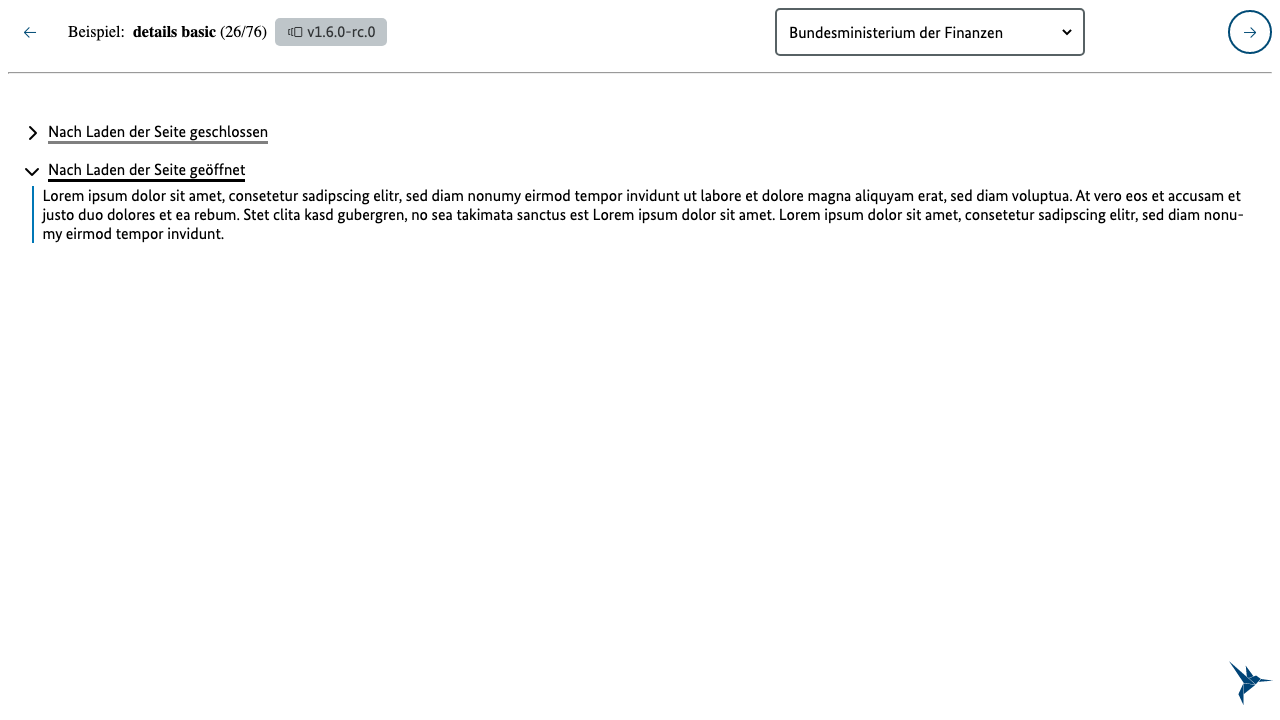 Beispiel: details basic (26/76) v1.6.0-rc.0 Bundesministerium der Finanzen
Nach Laden der Seite geschlossen
Nach Laden der Seite geöffnet
Lorem ipsum dolor sit amet, consetetur sadipscing elitr, sed diam nonumy eirmod tempor invidunt ut labore et dolore magna aliquyam erat, sed diam voluptua. At vero eos et accusam et
justo duo dolores et ea rebum. Stet clita kasd gubergren, no sea takimata sanctus est Lorem ipsum dolor sit amet. Lorem ipsum dolor sit amet, consetetur sadipscing elitr, sed diam nonu-
my eirmod tempor invidunt.